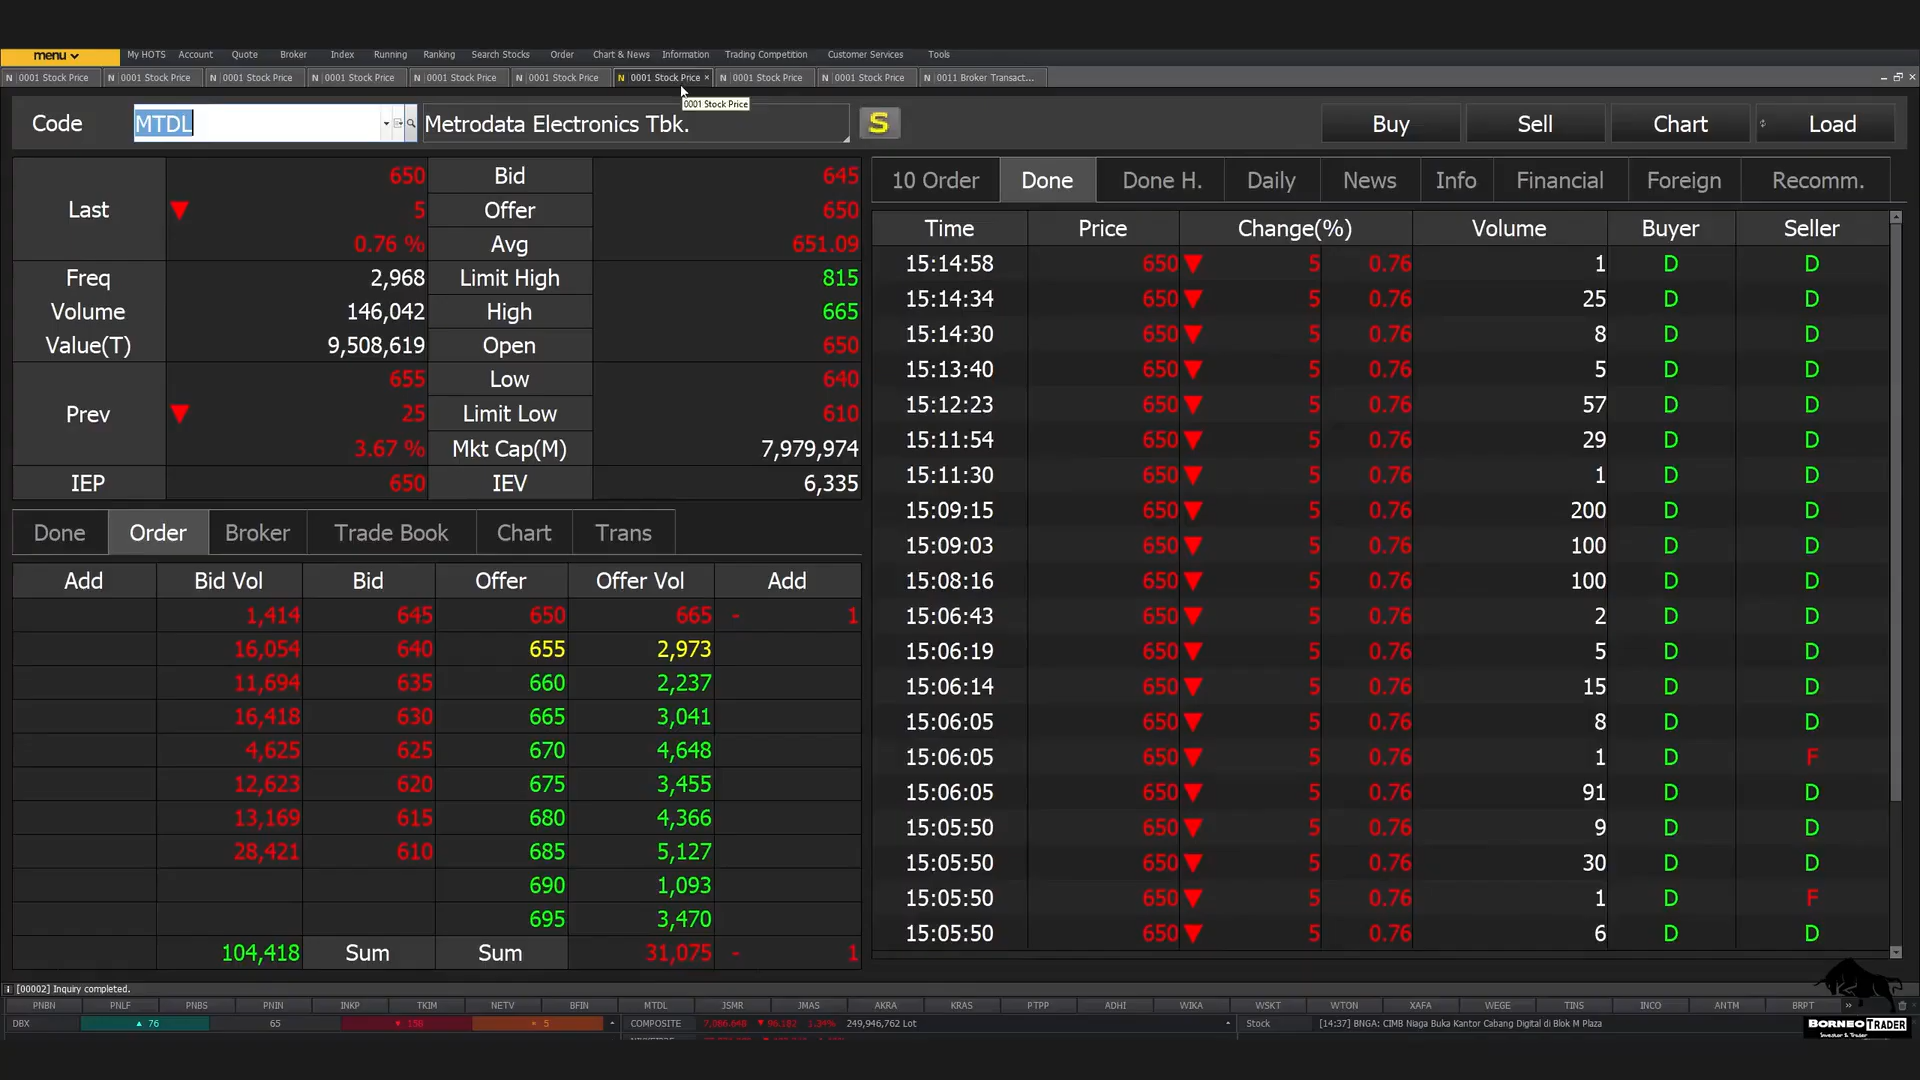 menu My HOTS Account Quote Broker Index Running Ranking Search Stocks Order Chart & News Information Trading Competition Customer Services Tools
N 0001 Stock Price N 0001 Stock Price N 0001 Stock Price N 0001 Stock Price N 0001 Stock Price N 0001 Stock Price N 0001 Stock Price × N 0001 Stock Price N 0001 Stock Price N 0011 Broker Transact...
0001 Stock Price
Code MTDL Metrodata Electronics Tbk. S Buy Sell Chart Load
Last ▼ 650 5 0.76 %
Bid 645
Offer 650
Avg 651.09
Freq 2,968 Limit High 815
Volume 146,042 High 665
Value(T) 9,508,619 Open 650
Prev ▼ 655 25 3.67 %
Low 640
Limit Low 610
Mkt Cap(M) 7,979,974
IEP 650 IEV 6,335
Done Order Broker Trade Book Chart Trans
Add Bid Vol Bid Offer Offer Vol Add
1,414 645 650 665 - 1
16,054 640 655 2,973
11,694 635 660 2,237
16,418 630 665 3,041
4,625 625 670 4,648
12,623 620 675 3,455
13,169 615 680 4,366
28,421 610 685 5,127
690 1,093
695 3,470
104,418 Sum Sum 31,075 - 1
10 Order Done Done H. Daily News Info Financial Foreign Recomm.
Time Price Change(%) Volume Buyer Seller
15:14:58 650 ▼ 5 0.76 1 D D
15:14:34 650 ▼ 5 0.76 25 D D
15:14:30 650 ▼ 5 0.76 8 D D
15:13:40 650 ▼ 5 0.76 5 D D
15:12:23 650 ▼ 5 0.76 57 D D
15:11:54 650 ▼ 5 0.76 29 D D
15:11:30 650 ▼ 5 0.76 1 D D
15:09:15 650 ▼ 5 0.76 200 D D
15:09:03 650 ▼ 5 0.76 100 D D
15:08:16 650 ▼ 5 0.76 100 D D
15:06:43 650 ▼ 5 0.76 2 D D
15:06:19 650 ▼ 5 0.76 5 D D
15:06:14 650 ▼ 5 0.76 15 D D
15:06:05 650 ▼ 5 0.76 8 D D
15:06:05 650 ▼ 5 0.76 1 D F
15:06:05 650 ▼ 5 0.76 91 D D
15:05:50 650 ▼ 5 0.76 9 D D
15:05:50 650 ▼ 5 0.76 30 D D
15:05:50 650 ▼ 5 0.76 1 D F
15:05:50 650 ▼ 5 0.76 6 D D
[00002] Inquiry completed.
PNBN PNLF PNBS PNIN INKP TKIM NETV BFIN MTDL JSMR JMAS AKRA KRAS PTPP ADHI WIKA WSKT WTON XAFA WEGE TINS INCO ANTM BRPT »
DBX ▲ 76 65 ▼ 158 5 COMPOSITE 249,946,762 Lot Stock [14:37] BNGA: CIMB Niaga Buka Kantor Cabang Digital di Blok M Plaza
BORNEO TRADER
Investor & Trader